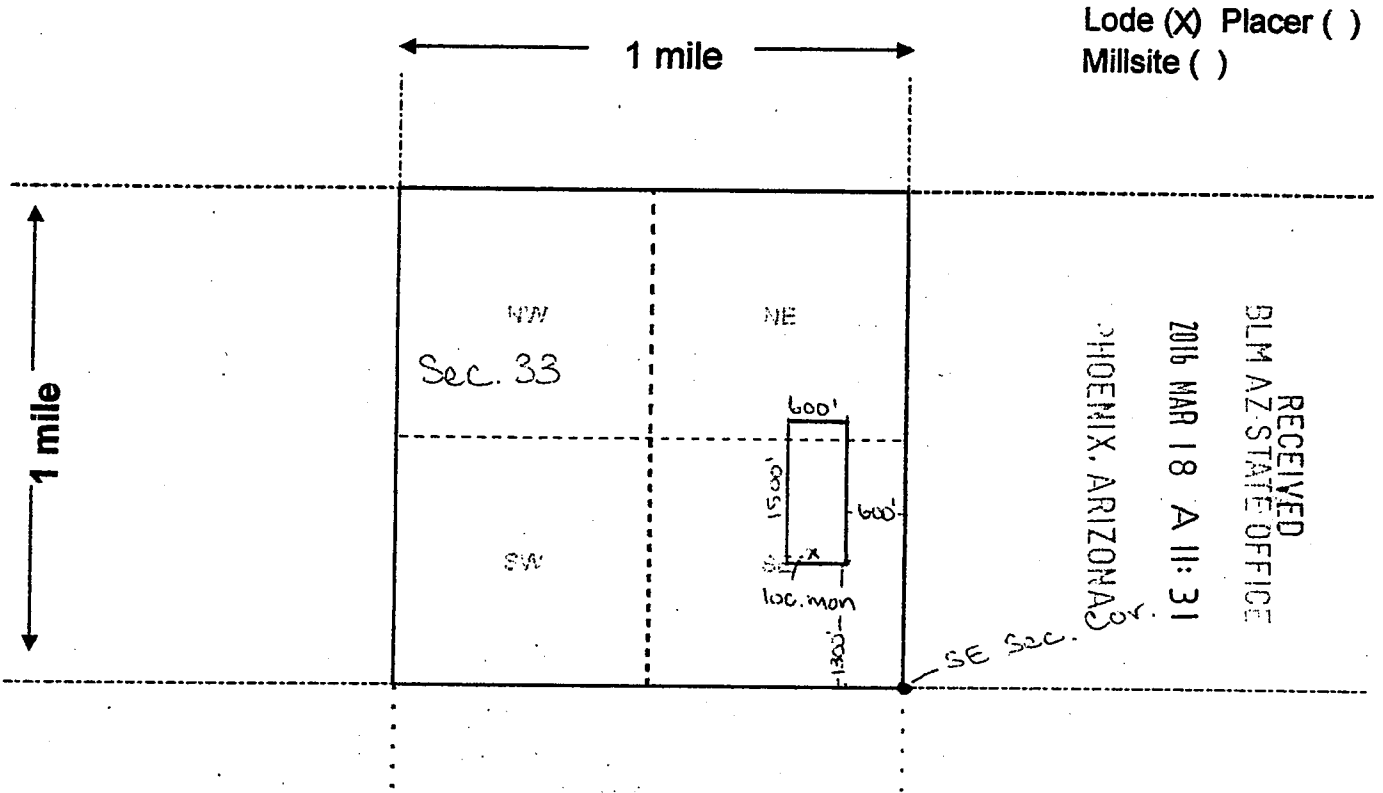 Lode (X) Placer ( )
Millsite ( )
1 mile
1 mile
NW
NE
Sec. 33
600'
1500'
600'
SW
SE
X
loc. mon
1300'
SE Sec. Cor.
RECEIVED
BLM AZ STATE OFFICE
2016 MAR 18 A 11: 31
PHOENIX, ARIZONA